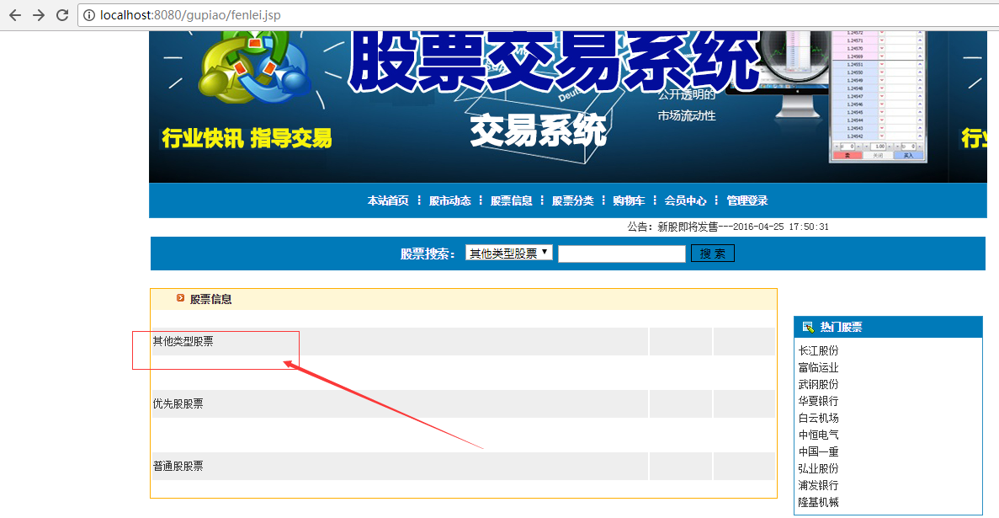 localhost:8080/gupiao/fenlei.jsp
股票交易系统
公开透明的
市场流动性
交易系统
行业快讯 指导交易
行业
1.24572
1.24571
1.24570
1.24569
1.24551
1.24550
1.24549
1.24548
1.24547
1.24546
1.24545
1.24544
1.24543
1.24542
0 1.00 0
卖 关闭 买入
本站首页 ┇ 股市动态 ┇ 股票信息 ┇ 股票分类 ┇ 购物车 ┇ 会员中心 ┇ 管理登录
公告：新股即将发售---2016-04-25 17:50:31
股票搜索： 其他类型股票 搜 索
股票信息
其他类型股票
优先股股票
普通股股票
热门股票
长江股份
富临运业
武钢股份
华夏银行
白云机场
中恒电气
中国一重
弘业股份
浦发银行
隆基机械